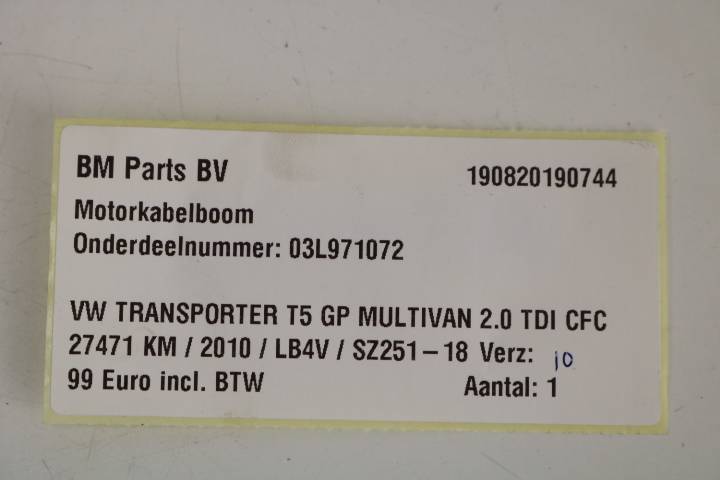 BM Parts BV 190820190744
Motorkabelboom
Onderdeelnummer: 03L971072
VW TRANSPORTER T5 GP MULTIVAN 2.0 TDI CFC
27471 KM / 2010 / LB4V / SZ251-18 Verz: 10
99 Euro incl. BTW Aantal: 1